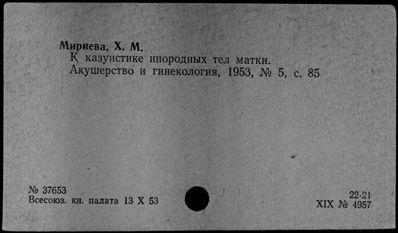 Мириева, Х. М.
К казуистике инородных тел матки.
Акушерство и гинекология, 1953, № 5, с. 85
№ 37653
Всесоюз. кн. палата 13 X 53
22-21
XIX № 4957